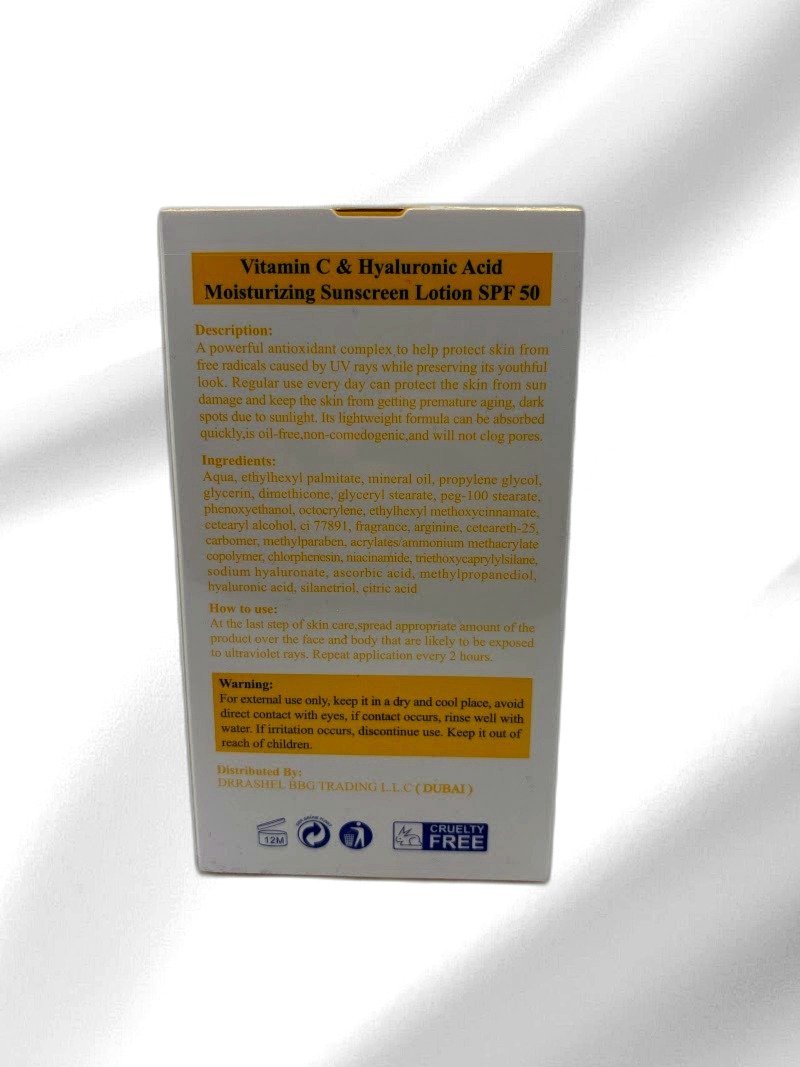 Vitamin C & Hyaluronic Acid
Moisturizing Sunscreen Lotion SPF 50
Description:
A powerful antioxidant complex to help protect skin from
free radicals caused by UV rays while preserving its youthful
look. Regular use every day can protect the skin from sun
damage and keep the skin from getting premature aging, dark
spots due to sunlight. Its lightweight formula can be absorbed
quickly,is oil-free,non-comedogenic,and will not clog pores.
Ingredients:
Aqua, ethylhexyl palmitate, mineral oil, propylene glycol,
glycerin, dimethicone, glyceryl stearate, peg-100 stearate,
phenoxyethanol, octocrylene, ethylhexyl methoxycinnamate,
cetearyl alcohol, ci 77891, fragrance, arginine, ceteareth-25,
carbomer, methylparaben, acrylates/ammonium methacrylate
copolymer, chlorphenesin, niacinamide, triethoxycaprylylsilane,
sodium hyaluronate, ascorbic acid, methylpropanediol,
hyaluronic acid, silanetriol, citric acid
How to use:
At the last step of skin care,spread appropriate amount of the
product over the face and body that are likely to be exposed
to ultraviolet rays. Repeat application every 2 hours.
Warning:
For external use only, keep it in a dry and cool place, avoid
direct contact with eyes, if contact occurs, rinse well with
water. If irritation occurs, discontinue use. Keep it out of
reach of children.
Distributed By:
DRRASHEL BBG TRADING L.L.C ( DUBAI )
12M
CRUELTY
FREE